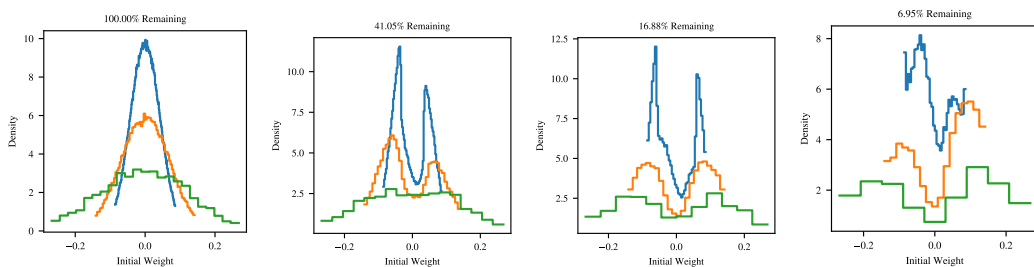 100.00% Remaining
10
8
6
4
2
0
Density
−0.2
0.0
0.2
Initial Weight
41.05% Remaining
10.0
7.5
5.0
2.5
Density
−0.2
0.0
0.2
Initial Weight
16.88% Remaining
12.5
10.0
7.5
5.0
2.5
Density
−0.2
0.0
0.2
Initial Weight
6.95% Remaining
8
6
4
2
Density
−0.2
0.0
0.2
Initial Weight